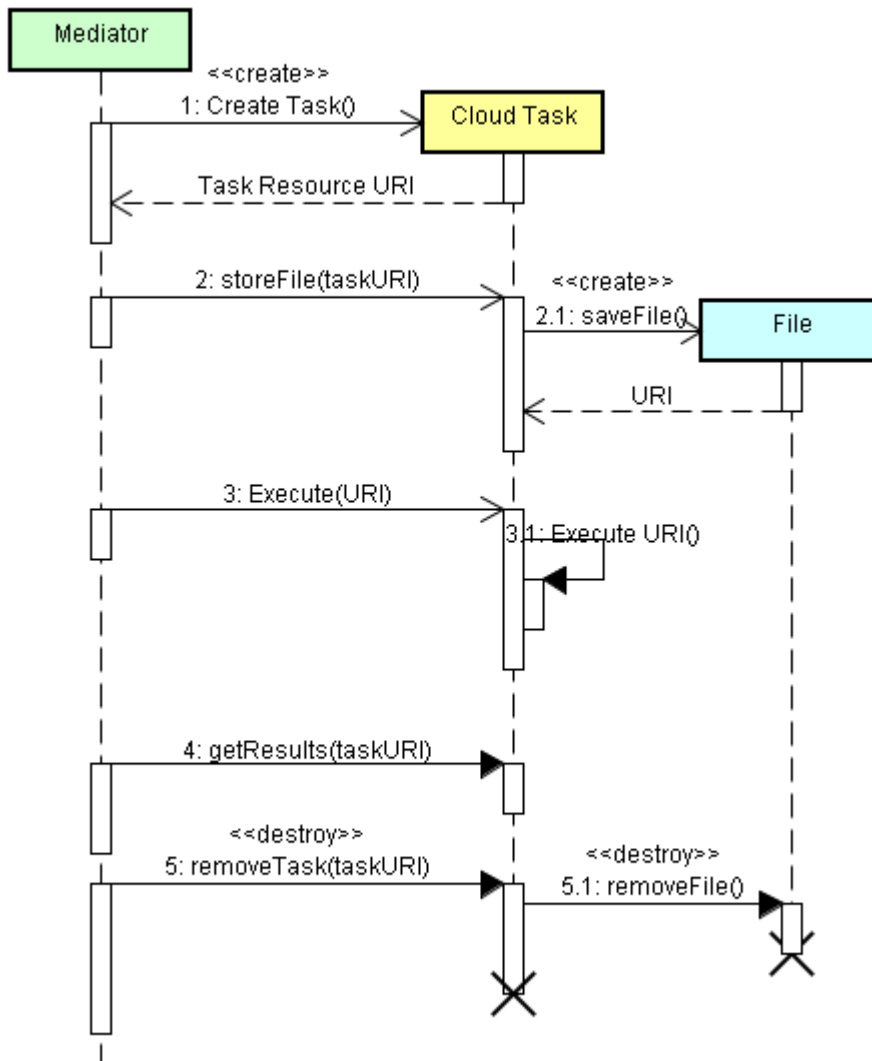 Mediator
<<create>>
1: Create Task()
Cloud Task
Task Resource URI
2: storeFile(taskURI)
<<create>>
2.1: saveFile()
File
URI
3: Execute(URI)
3.1: Execute URI()
4: getResults(taskURI)
<<destroy>>
5: removeTask(taskURI)
<<destroy>>
5.1: removeFile()